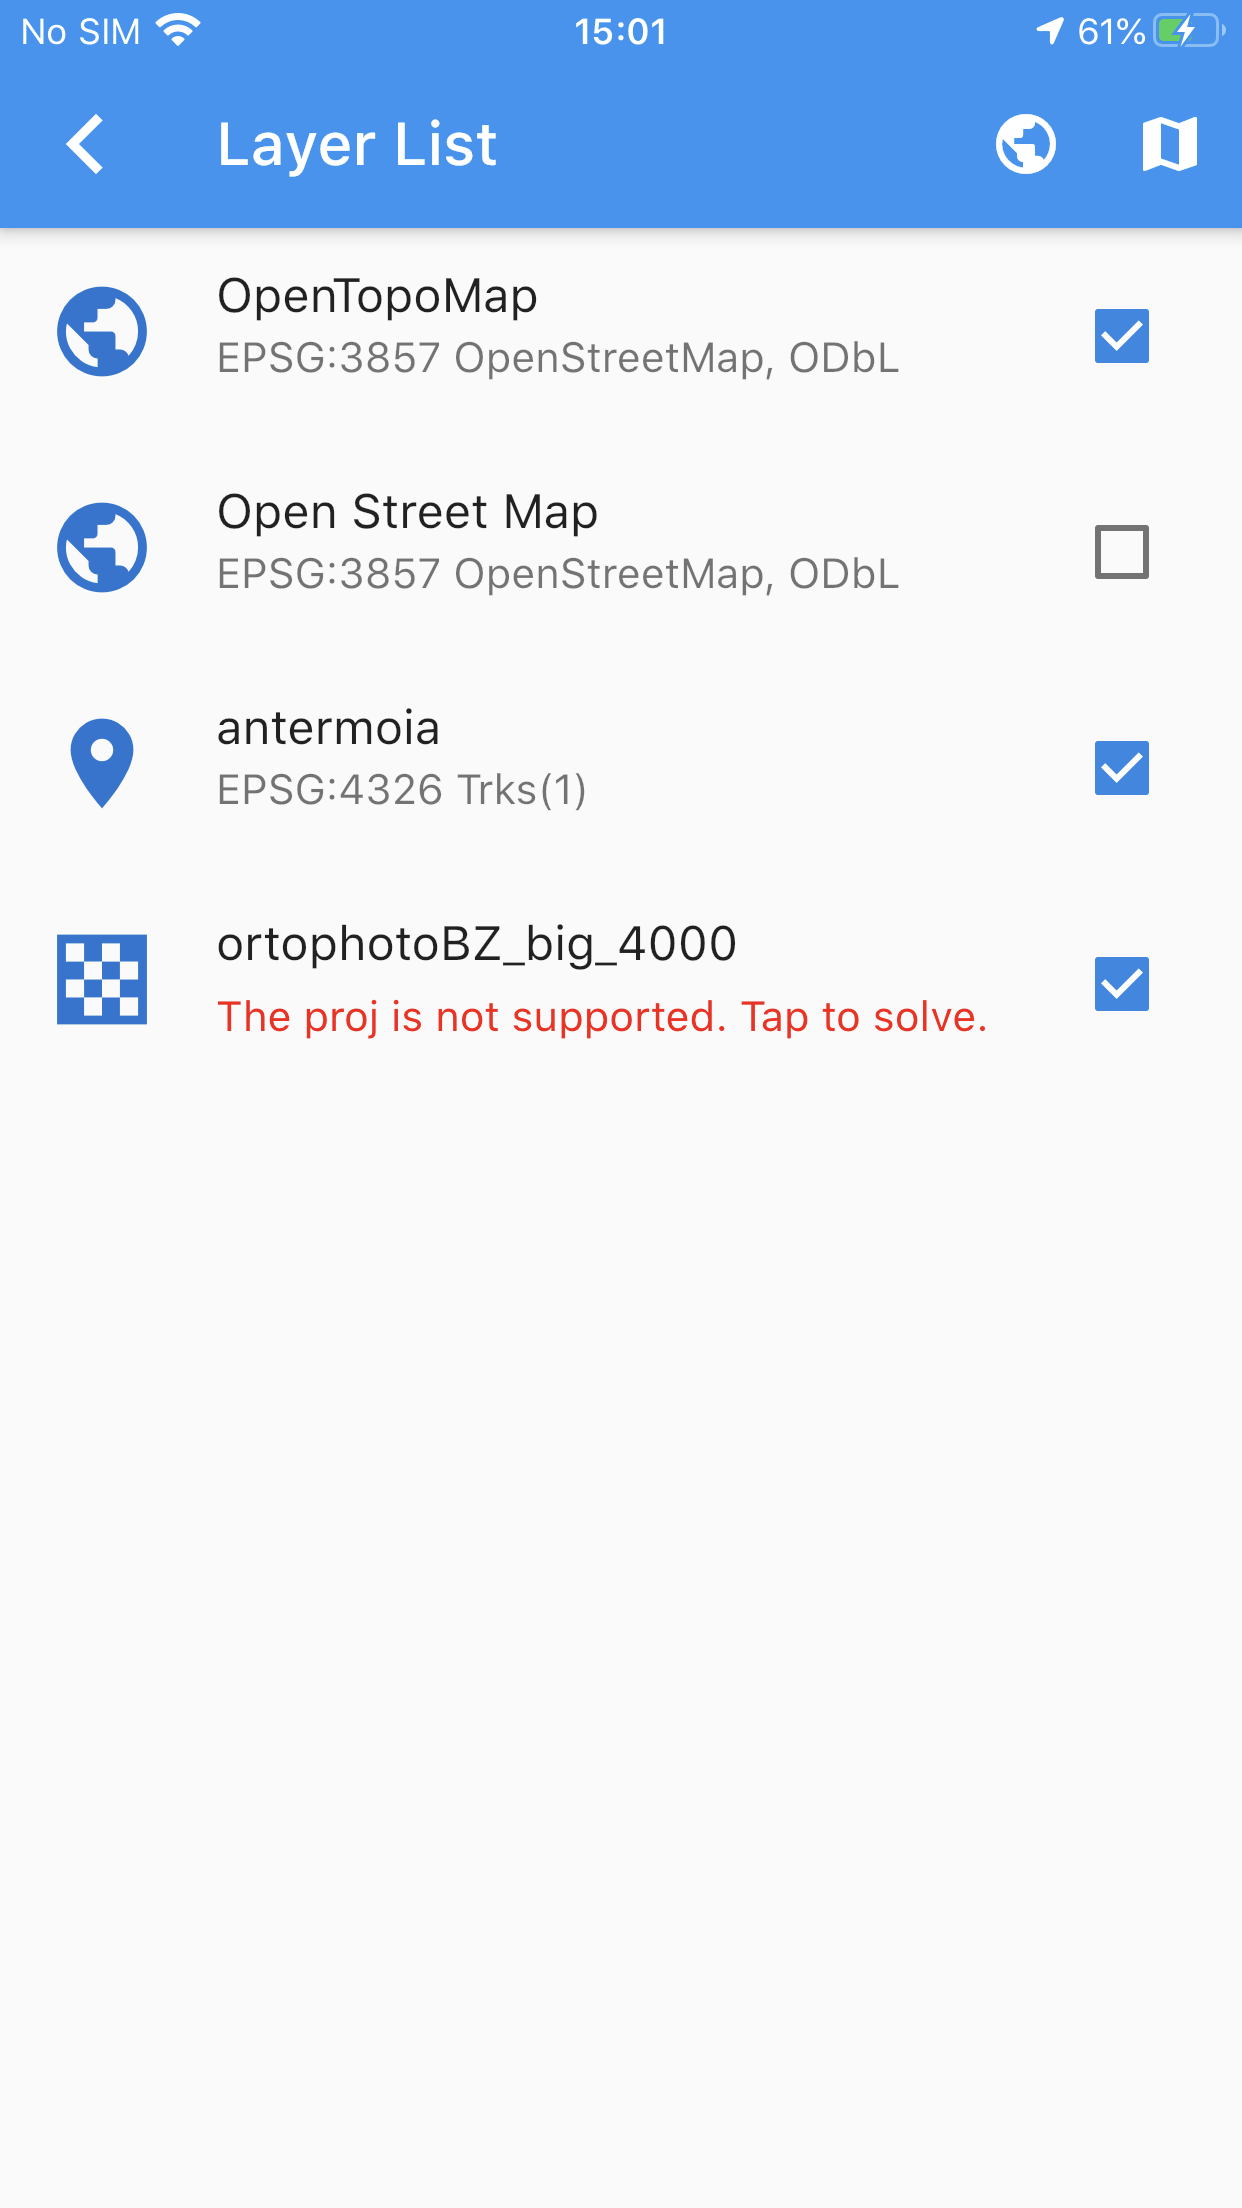 No SIM 15:01 61%
Layer List
OpenTopoMap
EPSG:3857 OpenStreetMap, ODbL
Open Street Map
EPSG:3857 OpenStreetMap, ODbL
antermoia
EPSG:4326 Trks(1)
ortophotoBZ_big_4000
The proj is not supported. Tap to solve.